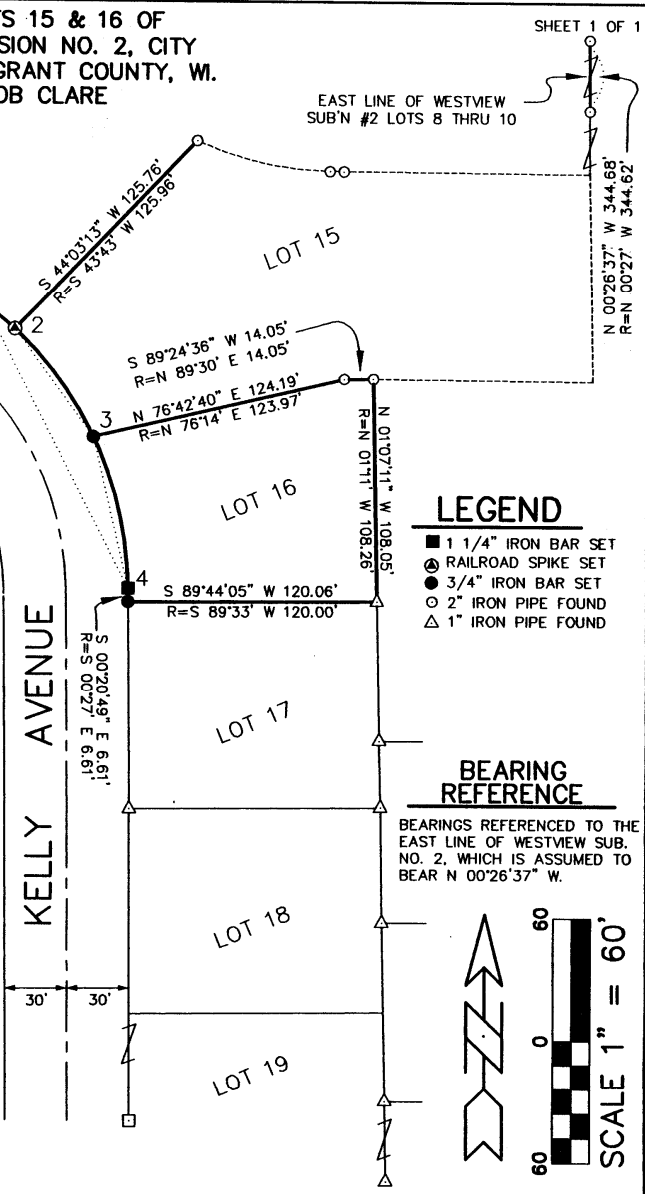 S 15 & 16 OF
SION NO. 2, CITY
GRANT COUNTY, WI.
OB CLARE
SHEET 1 OF 1
EAST LINE OF WESTVIEW
SUB'N #2 LOTS 8 THRU 10
N 00°26'37" W 344.68'
R=N 00°27' W 344.62'
S 44°03'13" W 125.76'
R=S 43°43' W 125.96'
LOT 15
2
S 89°24'36" W 14.05'
R=N 89°30' E 14.05'
3
N 76°42'40" E 124.19'
R=N 76°14' E 123.97'
N 01°07'11" W 108.05'
R=N 01°11' W 108.26'
LOT 16
LEGEND
1 1/4" IRON BAR SET
RAILROAD SPIKE SET
3/4" IRON BAR SET
2" IRON PIPE FOUND
1" IRON PIPE FOUND
4
S 89°44'05" W 120.06'
R=S 89°33' W 120.00'
S 00°20'49" E 6.61'
R=S 00°27' E 6.61'
KELLY AVENUE
LOT 17
BEARING
REFERENCE
BEARINGS REFERENCED TO THE
EAST LINE OF WESTVIEW SUB.
NO. 2, WHICH IS ASSUMED TO
BEAR N 00°26'37" W.
LOT 18
30'
30'
LOT 19
N
60
0
60
SCALE 1" = 60'